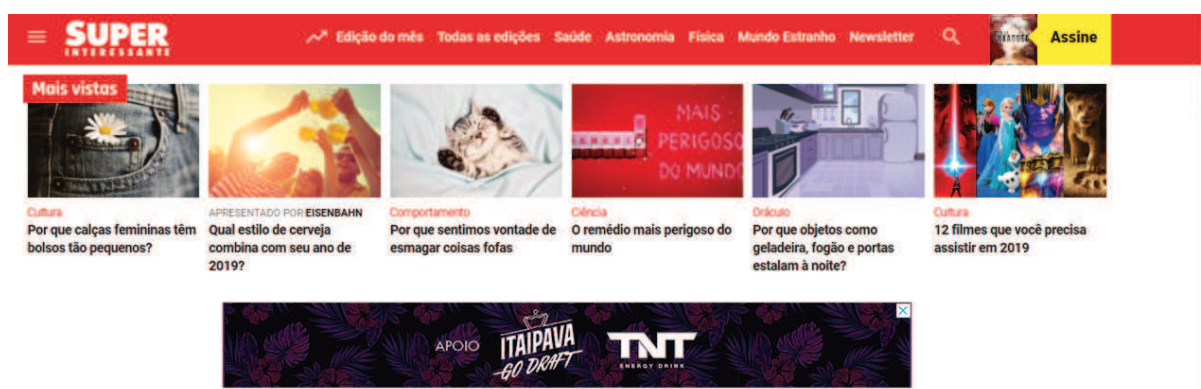 SUPER
INTERESSANTE
Edição do mês Todas as edições Saúde Astronomia Física Mundo Estranho Newsletter
Assine
Mais vistas
MAIS
PERIGOSO
DO MUNDO
Cultura
Por que calças femininas têm
bolsos tão pequenos?
APRESENTADO POR EISENBAHN
Qual estilo de cerveja
combina com seu ano de
2019?
Comportamento
Por que sentimos vontade de
esmagar coisas fofas
Ciência
O remédio mais perigoso do
mundo
Oráculo
Por que objetos como
geladeira, fogão e portas
estalam à noite?
Cultura
12 filmes que você precisa
assistir em 2019
APOIO
ITAIPAVA
GO DRAFT
TNT
ENERGY DRINK